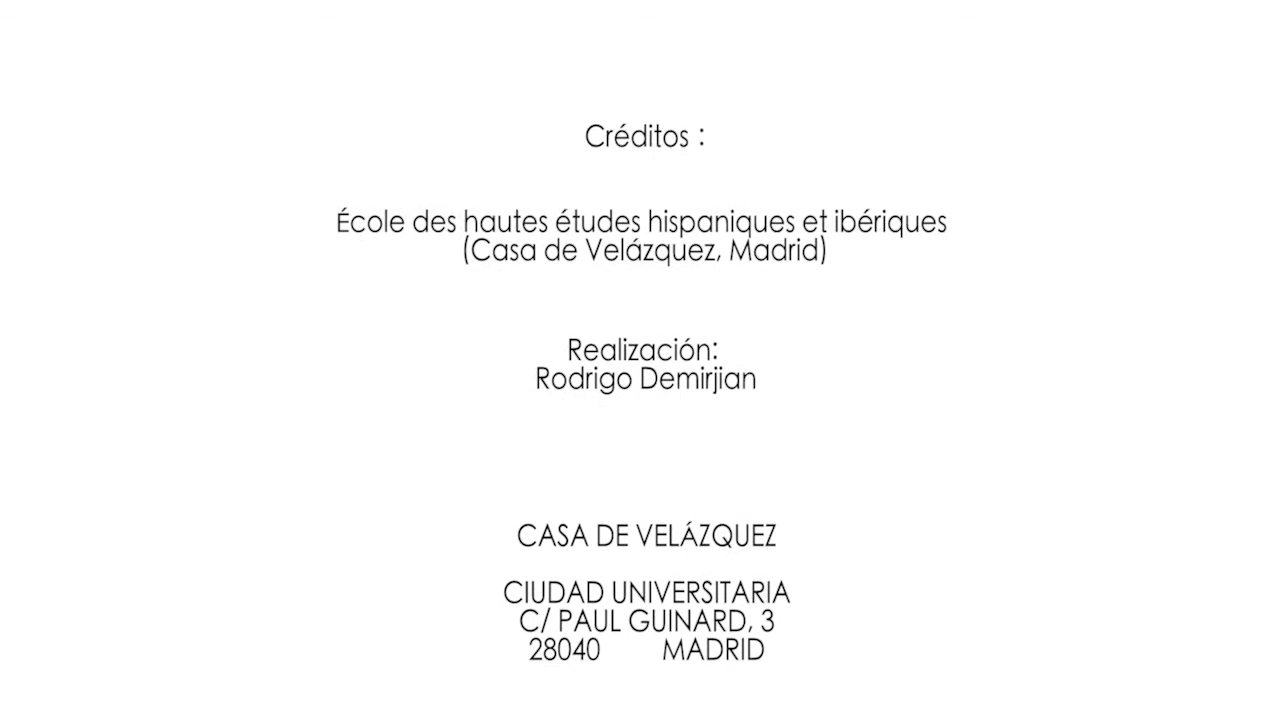 Créditos :
École des hautes études hispaniques et ibériques
(Casa de Velázquez, Madrid)
Realización:
Rodrigo Demirjian
CASA DE VELÁZQUEZ
CIUDAD UNIVERSITARIA
C/ PAUL GUINARD, 3
28040 MADRID